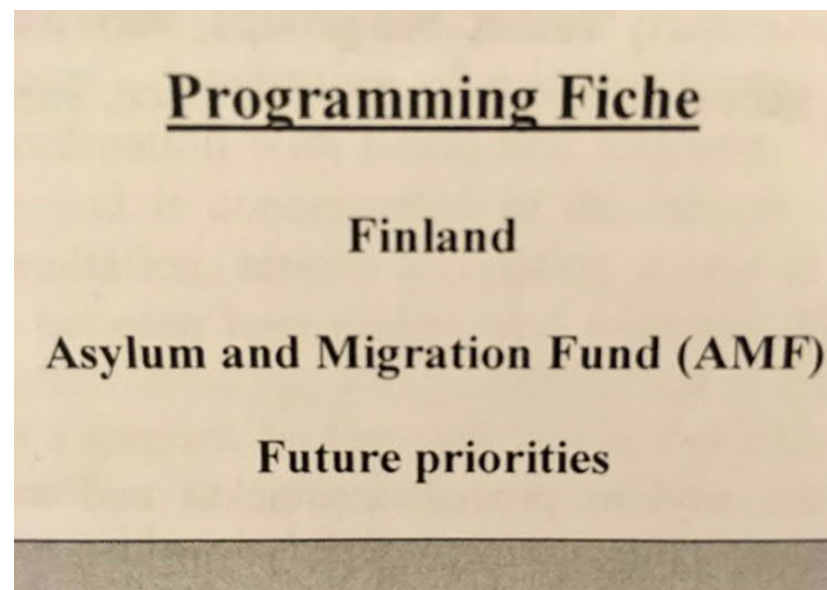 Programming Fiche
Finland
Asylum and Migration Fund (AMF)
Future priorities